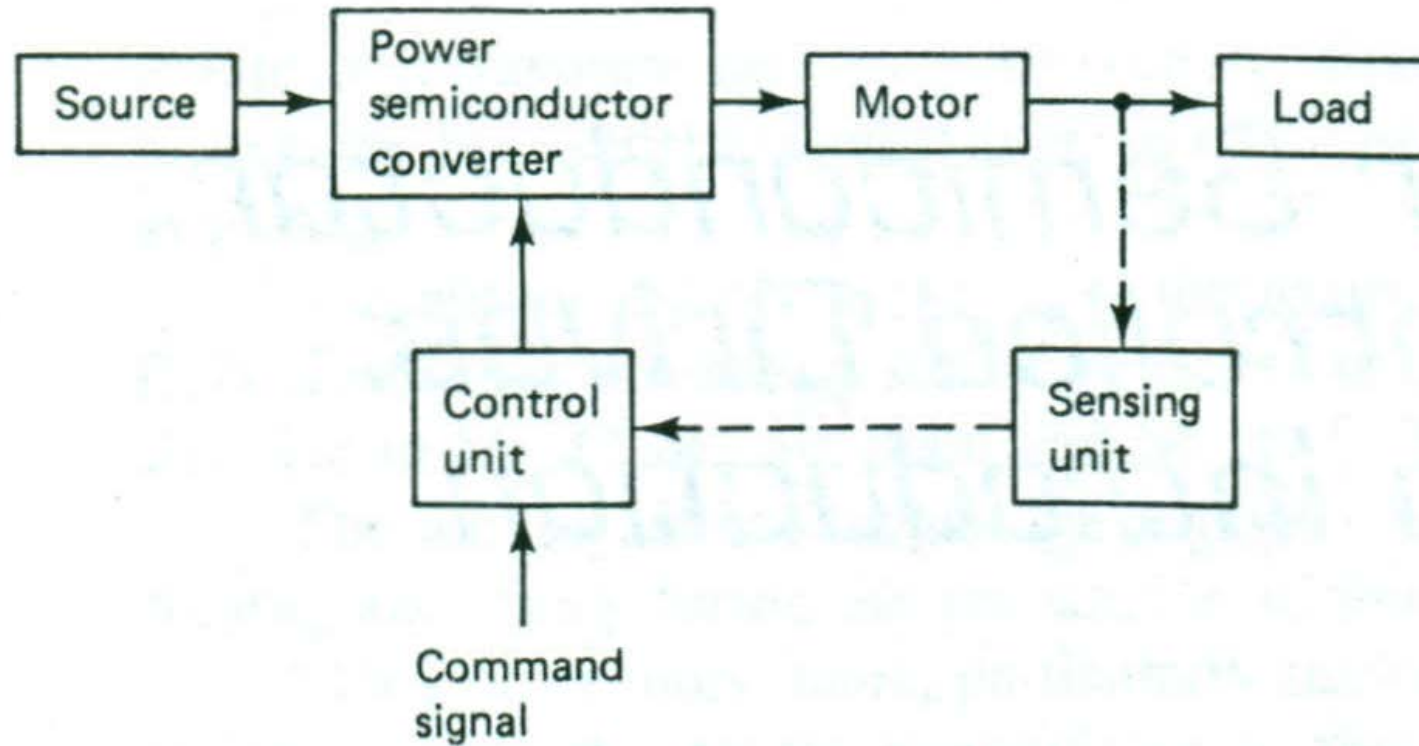 Source
Power
semiconductor
converter
Motor
Load
Control
unit
Sensing
unit
Command
signal